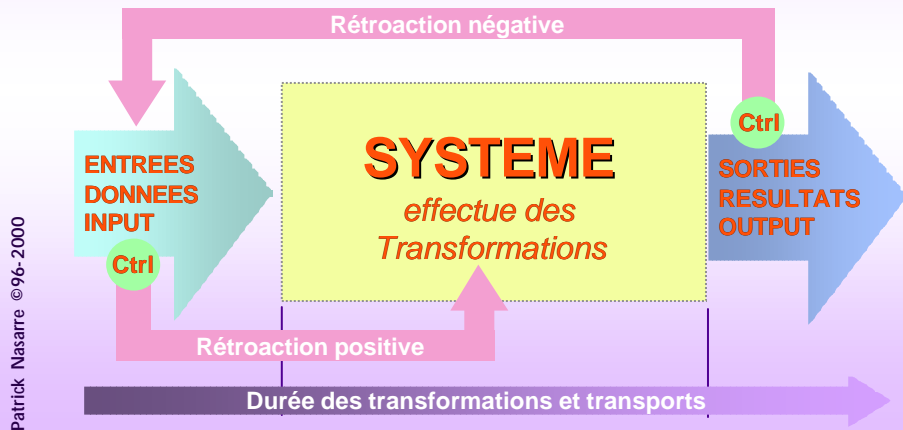 Rétroaction négative
Ctrl
ENTREES
DONNEES
INPUT
SYSTEME
effectue des
Transformations
SORTIES
RESULTATS
OUTPUT
Ctrl
Rétroaction positive
Durée des transformations et transports
Patrick Nasarre ©96-2000